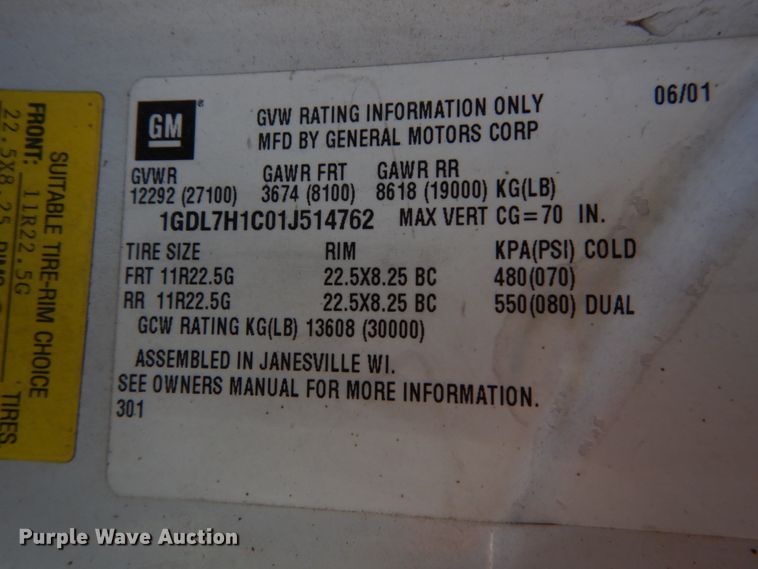 GM
®
GVW RATING INFORMATION ONLY
MFD BY GENERAL MOTORS CORP
06/01
GVWR GAWR FRT GAWR RR
12292 (27100) 3674 (8100) 8618 (19000) KG(LB)
1GDL7H1C01J514762 MAX VERT CG=70 IN.
TIRE SIZE RIM KPA(PSI) COLD
FRT 11R22.5G 22.5X8.25 BC 480(070)
RR 11R22.5G 22.5X8.25 BC 550(080) DUAL
GCW RATING KG(LB) 13608 (30000)
ASSEMBLED IN JANESVILLE WI.
SEE OWNERS MANUAL FOR MORE INFORMATION.
301
SUITABLE TIRE-RIM CHOICE
FRONT: 11R22.5G TIRES
22.5X8.25
Purple Wave Auction